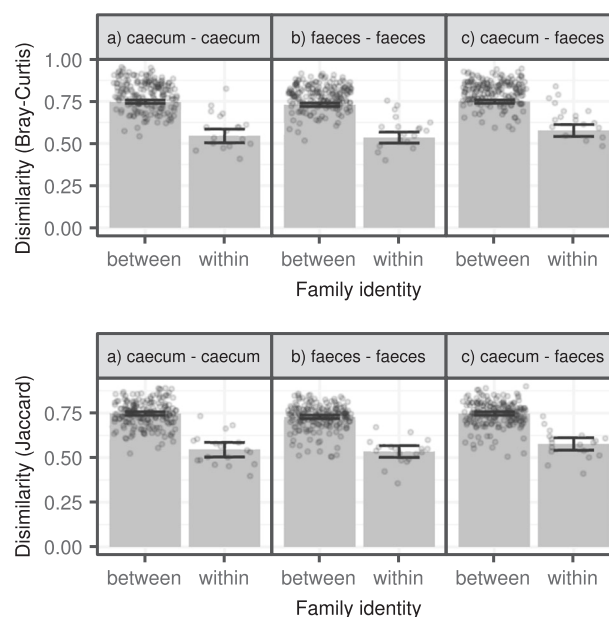 a) caecum - caecum b) faeces - faeces c) caecum - faeces
Disimilarity (Bray-Curtis)
1.00
0.75
0.50
0.25
0.00
between within between within between within
Family identity
a) caecum - caecum b) faeces - faeces c) caecum - faeces
Disimilarity (Jaccard)
0.75
0.50
0.25
0.00
between within between within between within
Family identity